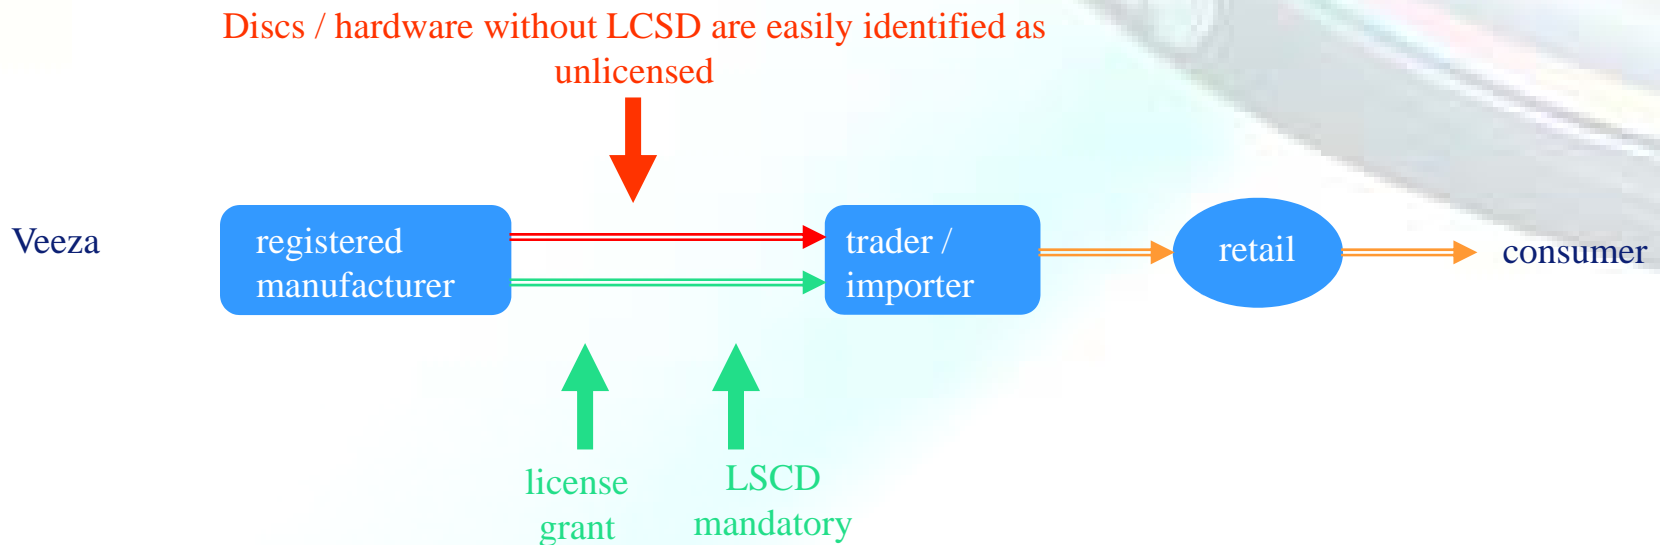 Discs / hardware without LCSD are easily identified as
unlicensed
Veeza
registered
manufacturer
trader /
importer
retail
consumer
license
grant
LSCD
mandatory